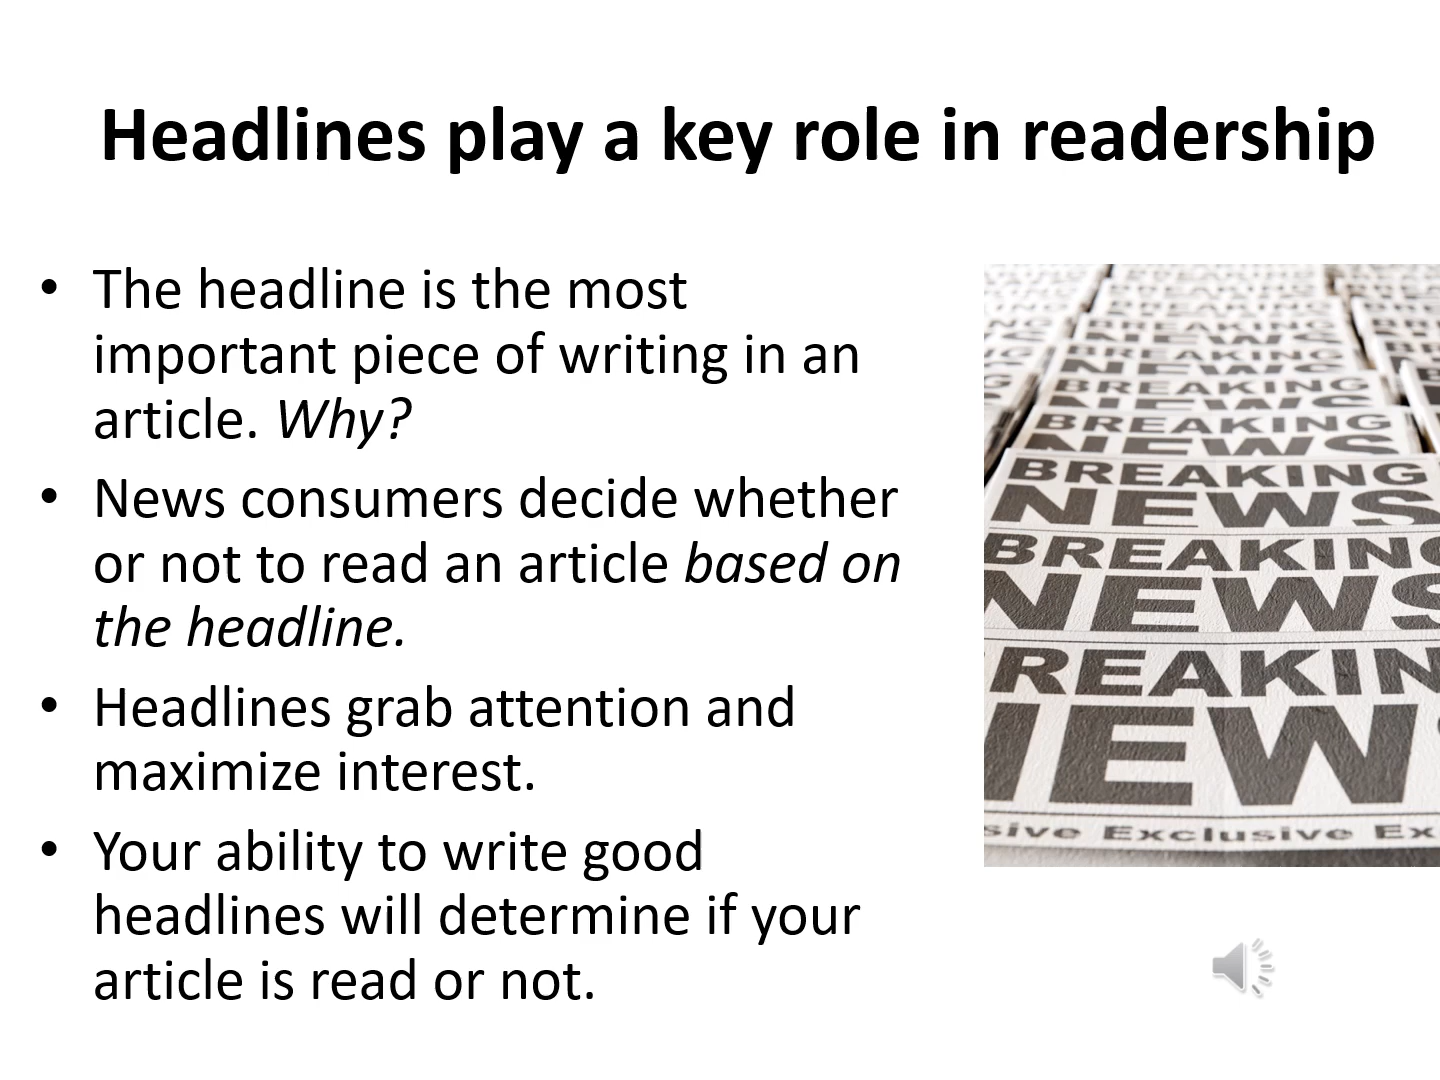 Headlines play a key role in readership
• The headline is the most
important piece of writing in an
article. Why?
• News consumers decide whether
or not to read an article based on
the headline.
• Headlines grab attention and
maximize interest.
• Your ability to write good
headlines will determine if your
article is read or not.
BREAKING
NEWS
BREAKING
NEWS
BREAKING
NEWS
BREAKING
NEWS
BREAKING
NEWS
BREAKIN
NEWS
REAKIN
NEW
sive Exclusive Ex